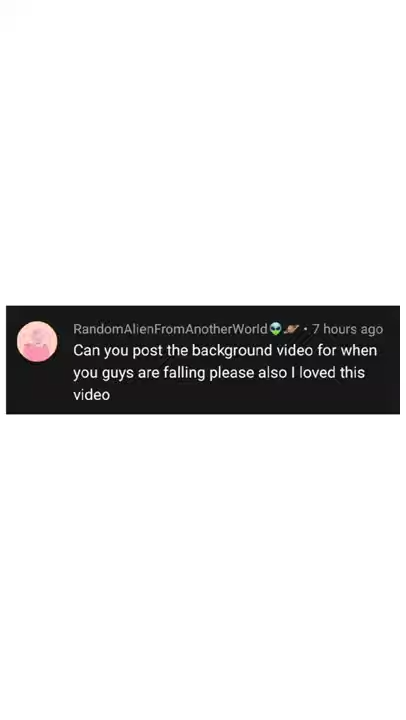 RandomAlienFromAnotherWorld👽🪐 • 7 hours ago
Can you post the background video for when
you guys are falling please also I loved this
video